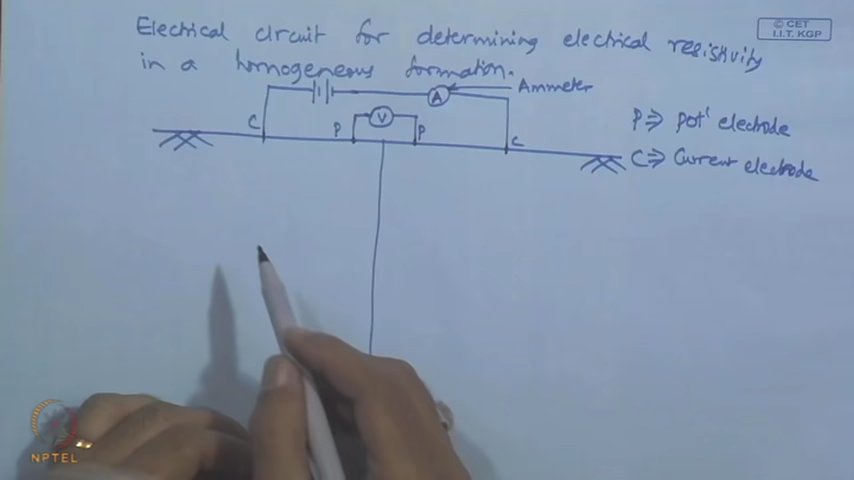 Electrical circuit for determining electrical resistivity
in a homogeneous formation.
© CET
I.I.T. KGP
A
Ammeter
V
C
P
P
C
P ⇒ Pot' electrode
C ⇒ Current electrode
NPTEL